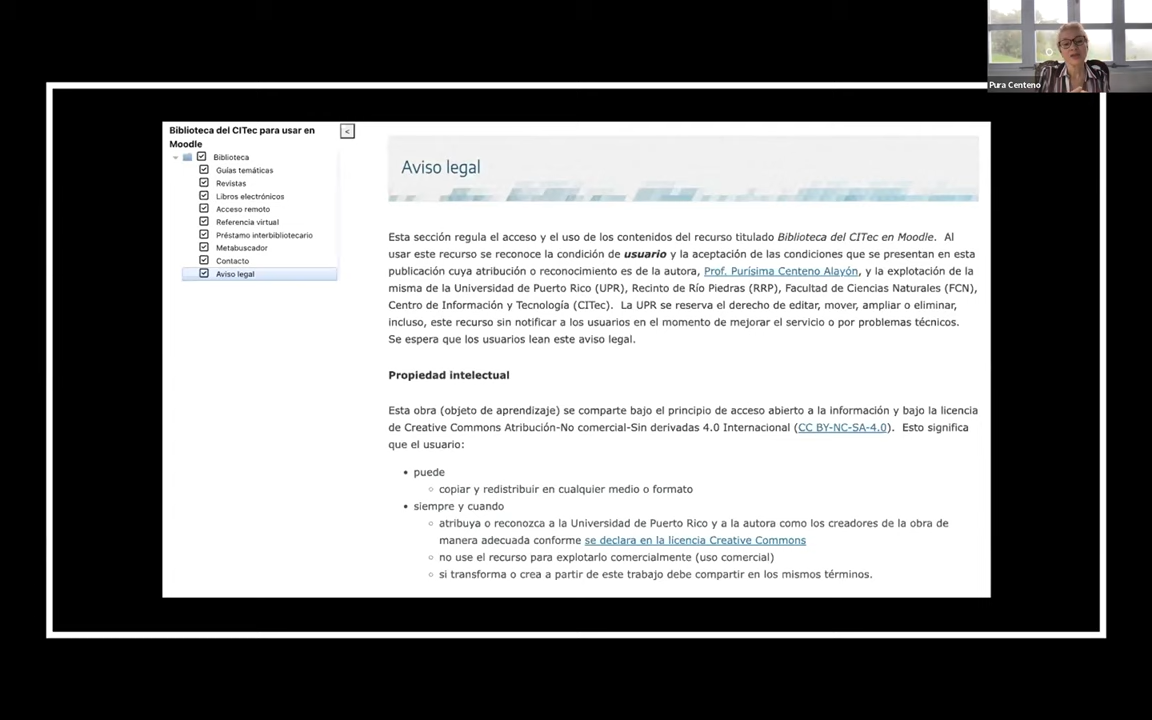 Pura Centeno
Biblioteca del CITec para usar en
Moodle
<
Biblioteca
Guías temáticas
Revistas
Libros electrónicos
Acceso remoto
Referencia virtual
Préstamo interbibliotecario
Metabuscador
Contacto
Aviso legal
Aviso legal
Esta sección regula el acceso y el uso de los contenidos del recurso titulado Biblioteca del CITec en Moodle. Al
usar este recurso se reconoce la condición de usuario y la aceptación de las condiciones que se presentan en esta
publicación cuya atribución o reconocimiento es de la autora, Prof. Purísima Centeno Alayón, y la explotación de la
misma de la Universidad de Puerto Rico (UPR), Recinto de Río Piedras (RRP), Facultad de Ciencias Naturales (FCN),
Centro de Información y Tecnología (CITec). La UPR se reserva el derecho de editar, mover, ampliar o eliminar,
incluso, este recurso sin notificar a los usuarios en el momento de mejorar el servicio o por problemas técnicos.
Se espera que los usuarios lean este aviso legal.
Propiedad intelectual
Esta obra (objeto de aprendizaje) se comparte bajo el principio de acceso abierto a la información y bajo la licencia
de Creative Commons Atribución-No comercial-Sin derivadas 4.0 Internacional (CC BY-NC-SA-4.0). Esto significa
que el usuario:
puede
copiar y redistribuir en cualquier medio o formato
siempre y cuando
atribuya o reconozca a la Universidad de Puerto Rico y a la autora como los creadores de la obra de
manera adecuada conforme se declara en la licencia Creative Commons
no use el recurso para explotarlo comercialmente (uso comercial)
si transforma o crea a partir de este trabajo debe compartir en los mismos términos.